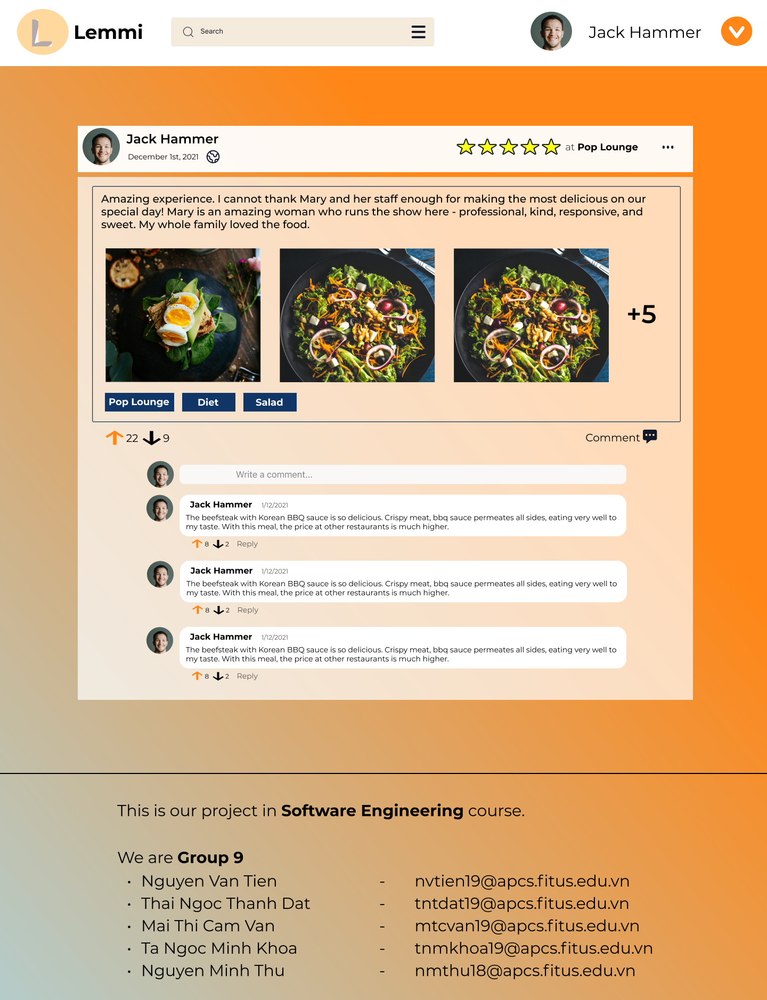 L Lemmi
Search
Jack Hammer
Jack Hammer
December 1st, 2021
at Pop Lounge
Amazing experience. I cannot thank Mary and her staff enough for making the most delicious on our
special day! Mary is an amazing woman who runs the show here - professional, kind, responsive, and
sweet. My whole family loved the food.
+5
Pop Lounge
Diet
Salad
22
9
Comment
Write a comment...
Jack Hammer 1/12/2021
The beefsteak with Korean BBQ sauce is so delicious. Crispy meat, bbq sauce permeates all sides, eating very well to
my taste. With this meal, the price at other restaurants is much higher.
8 2 Reply
Jack Hammer 1/12/2021
The beefsteak with Korean BBQ sauce is so delicious. Crispy meat, bbq sauce permeates all sides, eating very well to
my taste. With this meal, the price at other restaurants is much higher.
8 2 Reply
Jack Hammer 1/12/2021
The beefsteak with Korean BBQ sauce is so delicious. Crispy meat, bbq sauce permeates all sides, eating very well to
my taste. With this meal, the price at other restaurants is much higher.
8 2 Reply
This is our project in Software Engineering course.
We are Group 9
• Nguyen Van Tien - nvtien19@apcs.fitus.edu.vn
• Thai Ngoc Thanh Dat - tntdat19@apcs.fitus.edu.vn
• Mai Thi Cam Van - mtcvan19@apcs.fitus.edu.vn
• Ta Ngoc Minh Khoa - tnmkhoa19@apcs.fitus.edu.vn
• Nguyen Minh Thu - nmthu18@apcs.fitus.edu.vn